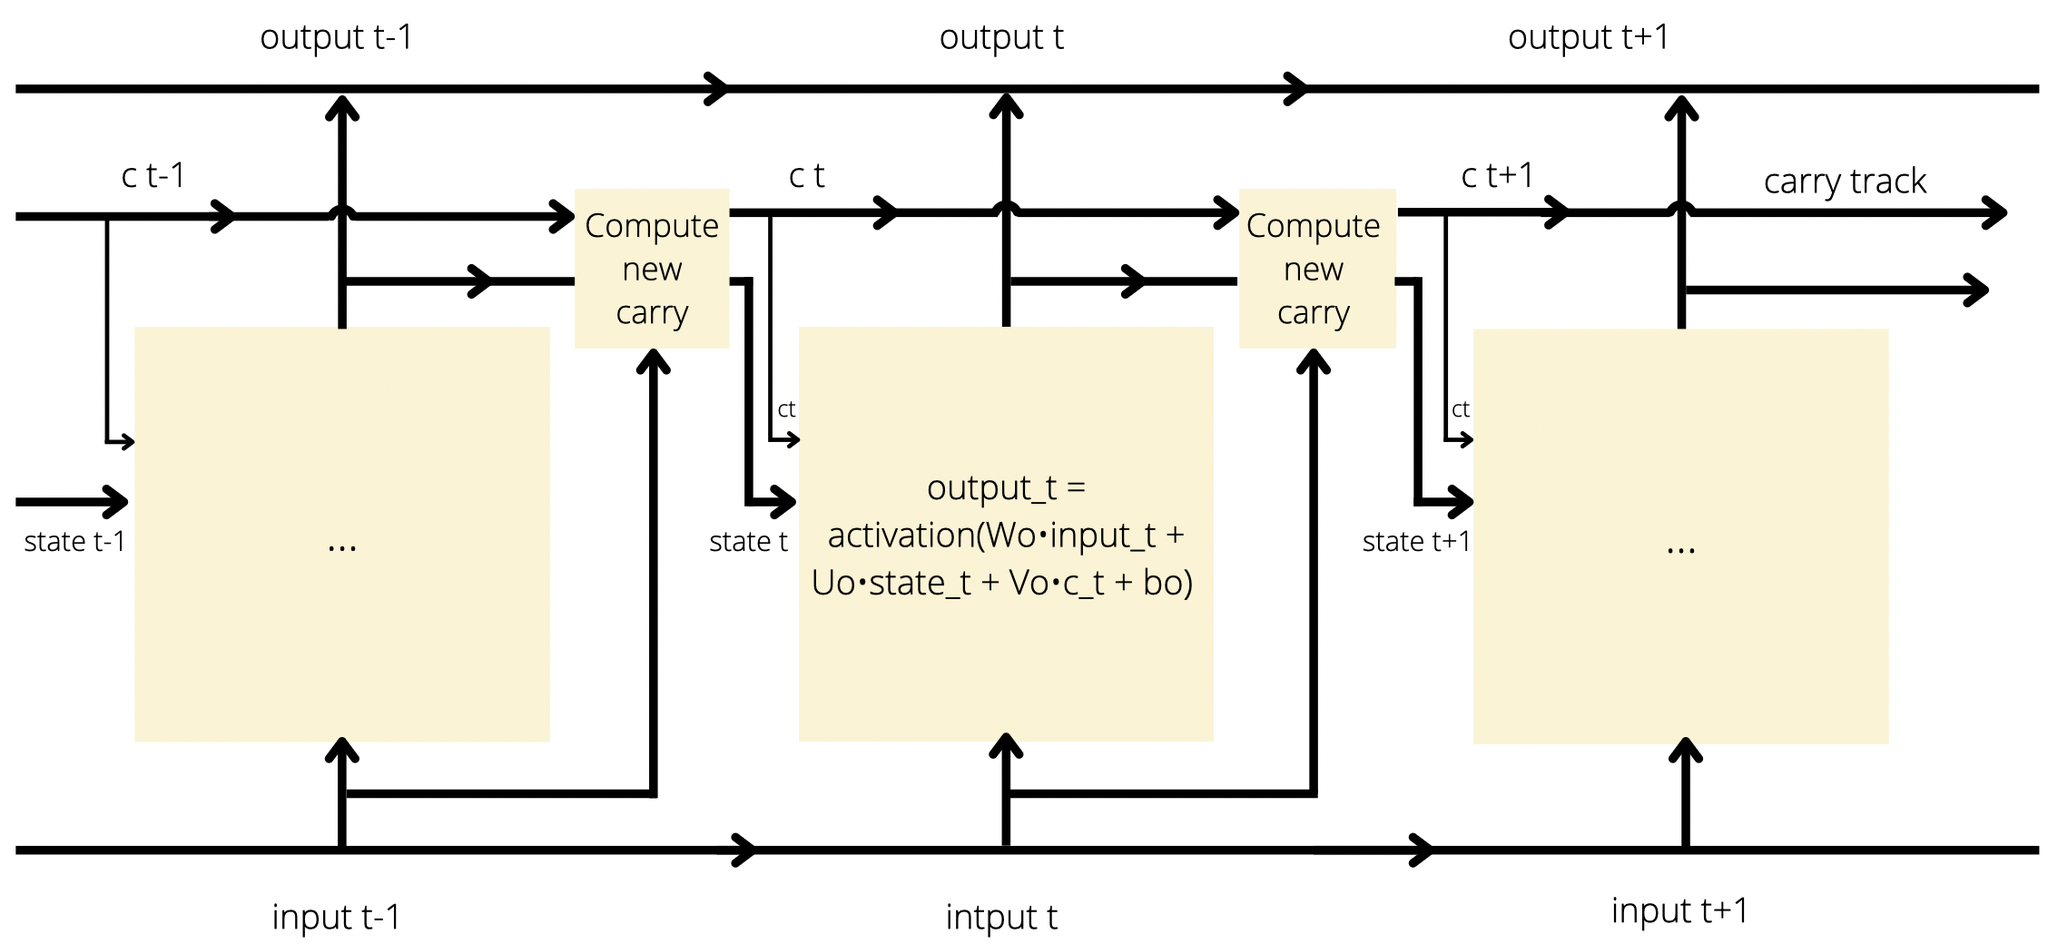 output t-1
output t
output t+1
c t-1
c t
c t+1
carry track
Compute
new
carry
Compute
new
carry
ct
ct
state t-1
...
state t
output_t =
activation(Wo•input_t +
Uo•state_t + Vo•c_t + bo)
state t+1
...
input t-1
intput t
input t+1